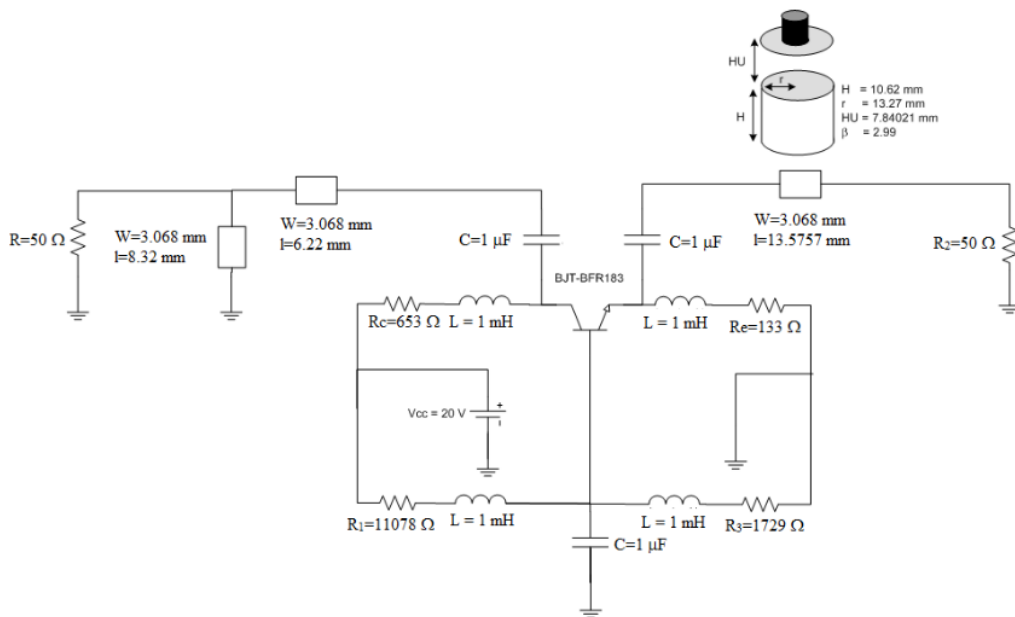 HU
r
H
H = 10.62 mm
r = 13.27 mm
HU = 7.84021 mm
β = 2.99
R=50 Ω
W=3.068 mm
l=8.32 mm
W=3.068 mm
l=6.22 mm
C=1 µF
C=1 µF
W=3.068 mm
l=13.5757 mm
R2=50 Ω
BJT-BFR183
Rc=653 Ω
L = 1 mH
L = 1 mH
Re=133 Ω
Vcc = 20 V
+
-
R1=11078 Ω
L = 1 mH
L = 1 mH
R3=1729 Ω
C=1 µF